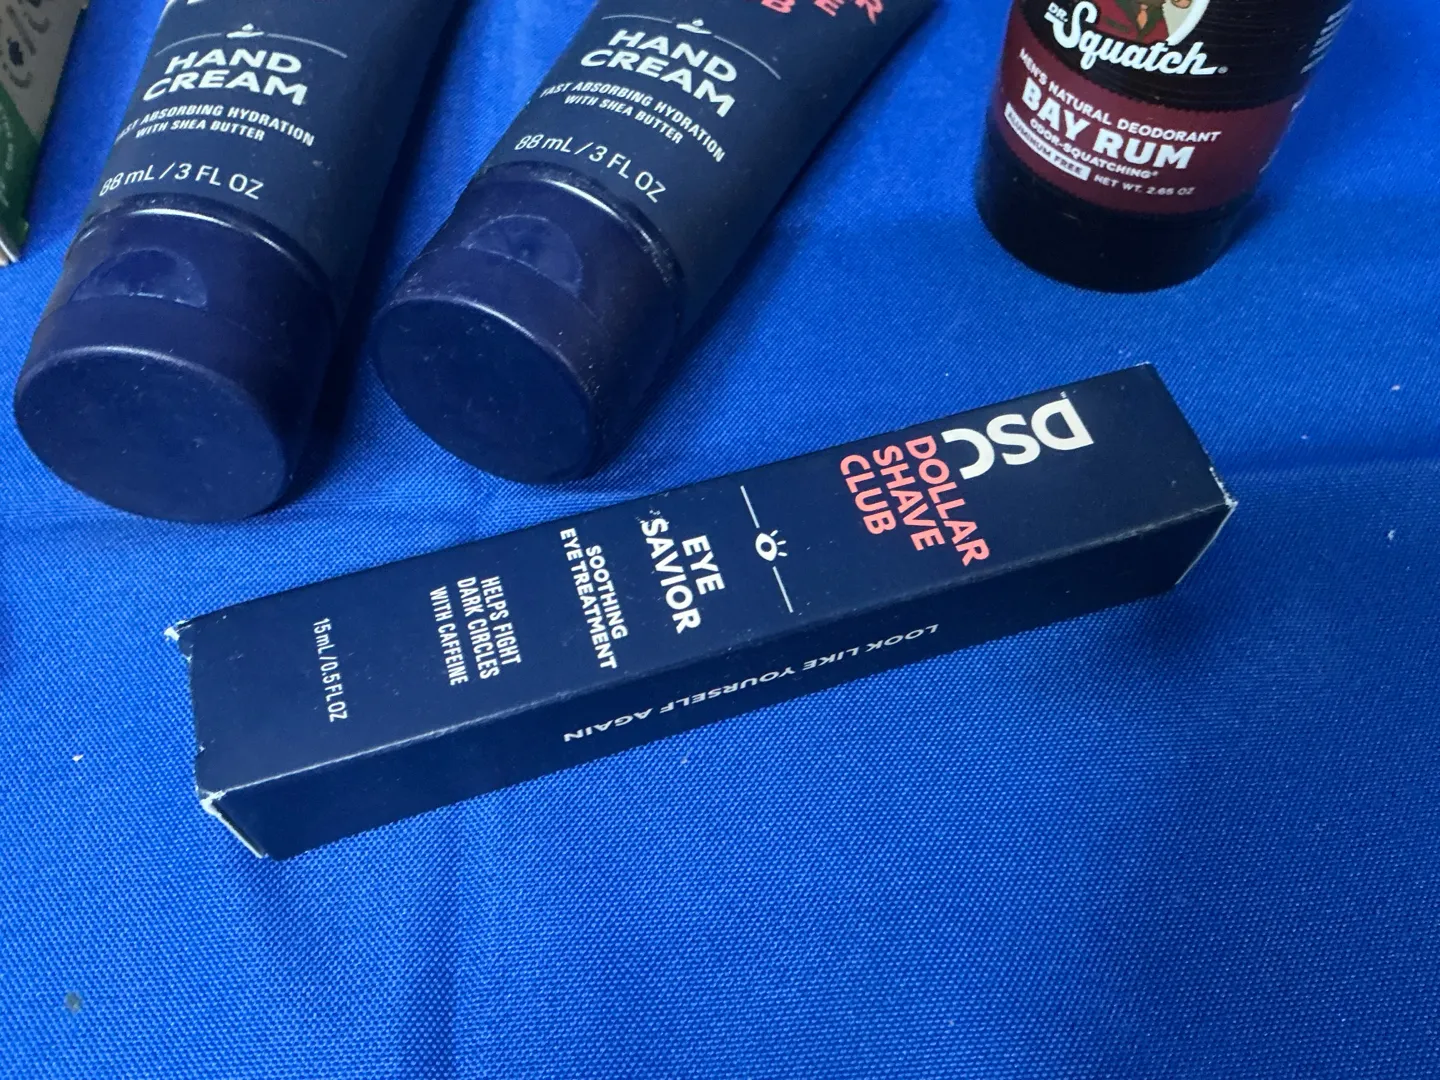 HAND
CREAM
FAST ABSORBING HYDRATION
WITH SHEA BUTTER
88 mL / 3 FL OZ
HAND
CREAM
FAST ABSORBING HYDRATION
WITH SHEA BUTTER
88 mL / 3 FL OZ
DR.
Squatch®
MEN'S NATURAL DEODORANT
BAY RUM
ODOR-SQUATCHING®
ALUMINUM FREE NET WT. 2.65 OZ
DSC
DOLLAR
SHAVE
CLUB
EYE
SAVIOR
SOOTHING
EYE TREATMENT
HELPS FIGHT
DARK CIRCLES
WITH CAFFEINE
15 mL / 0.5 FL OZ
LOOK LIKE YOURSELF AGAIN